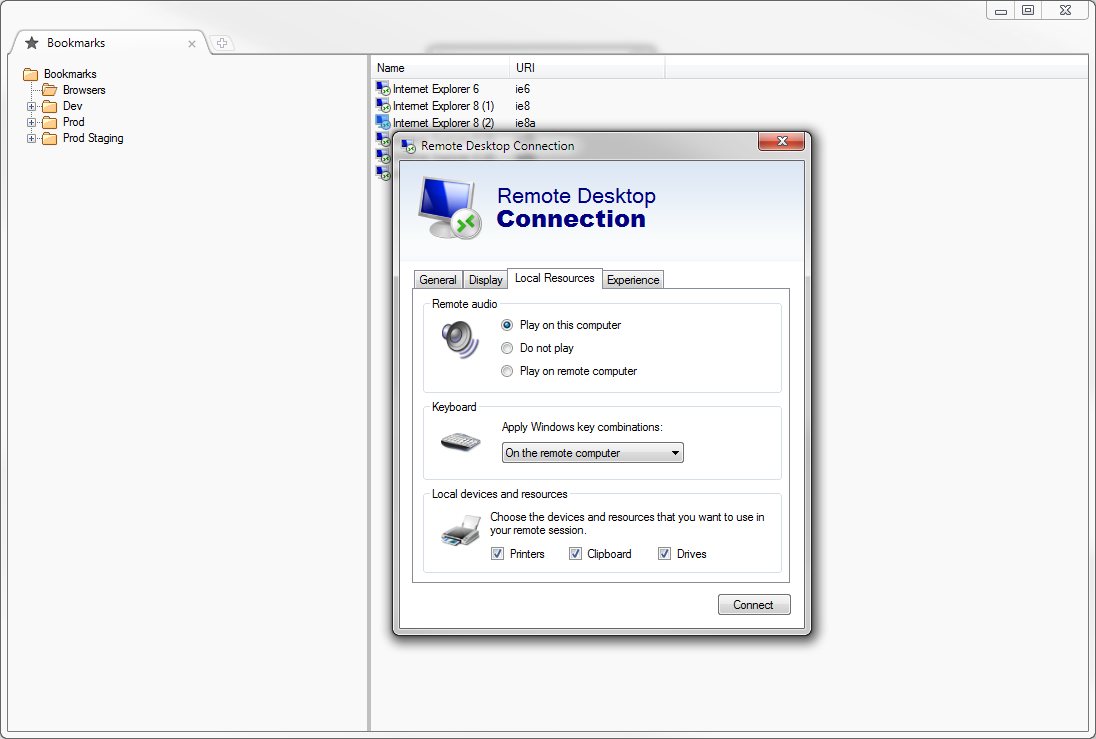 Bookmarks
Bookmarks
Browsers
Dev
Prod
Prod Staging
Name URI
Internet Explorer 6 ie6
Internet Explorer 8 (1) ie8
Internet Explorer 8 (2) ie8a
Remote Desktop Connection
Remote Desktop
Connection
General Display Local Resources Experience
Remote audio
Play on this computer
Do not play
Play on remote computer
Keyboard
Apply Windows key combinations:
On the remote computer
Local devices and resources
Choose the devices and resources that you want to use in
your remote session.
Printers Clipboard Drives
Connect